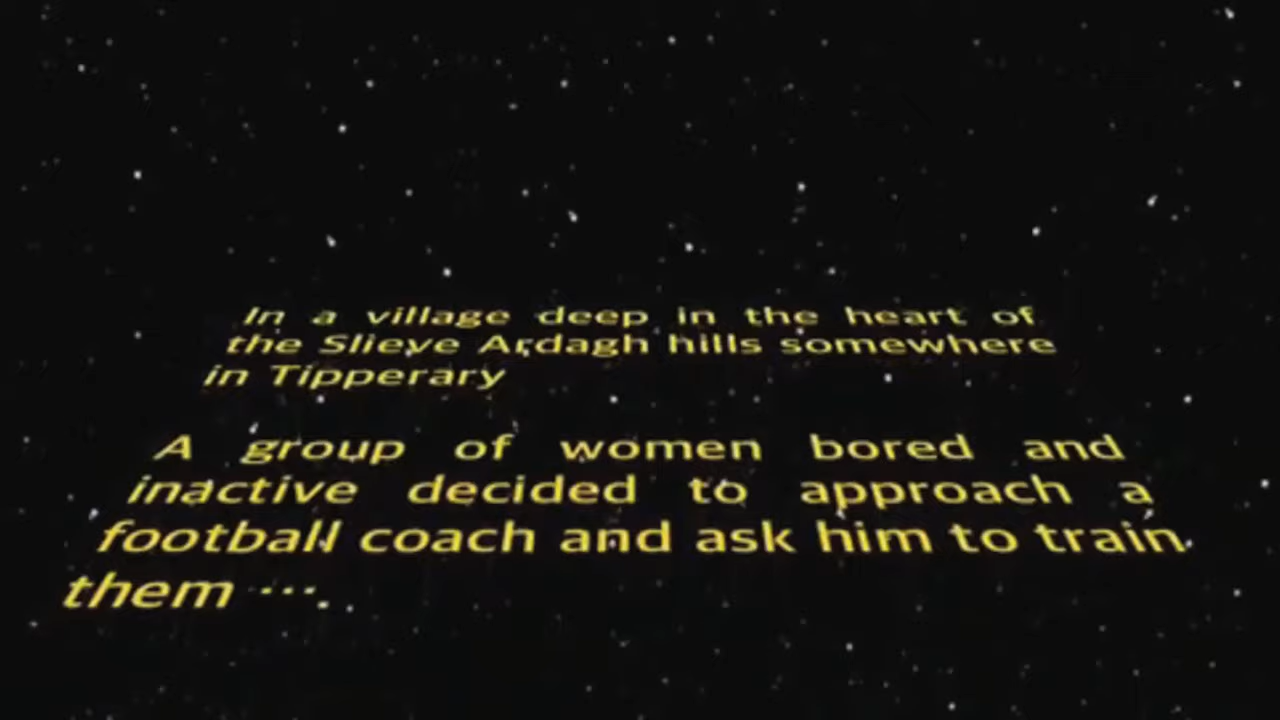 In a village deep in the heart of
the Slieve Ardagh hills somewhere
in Tipperary
A group of women bored and
inactive decided to approach a
football coach and ask him to train
them ....